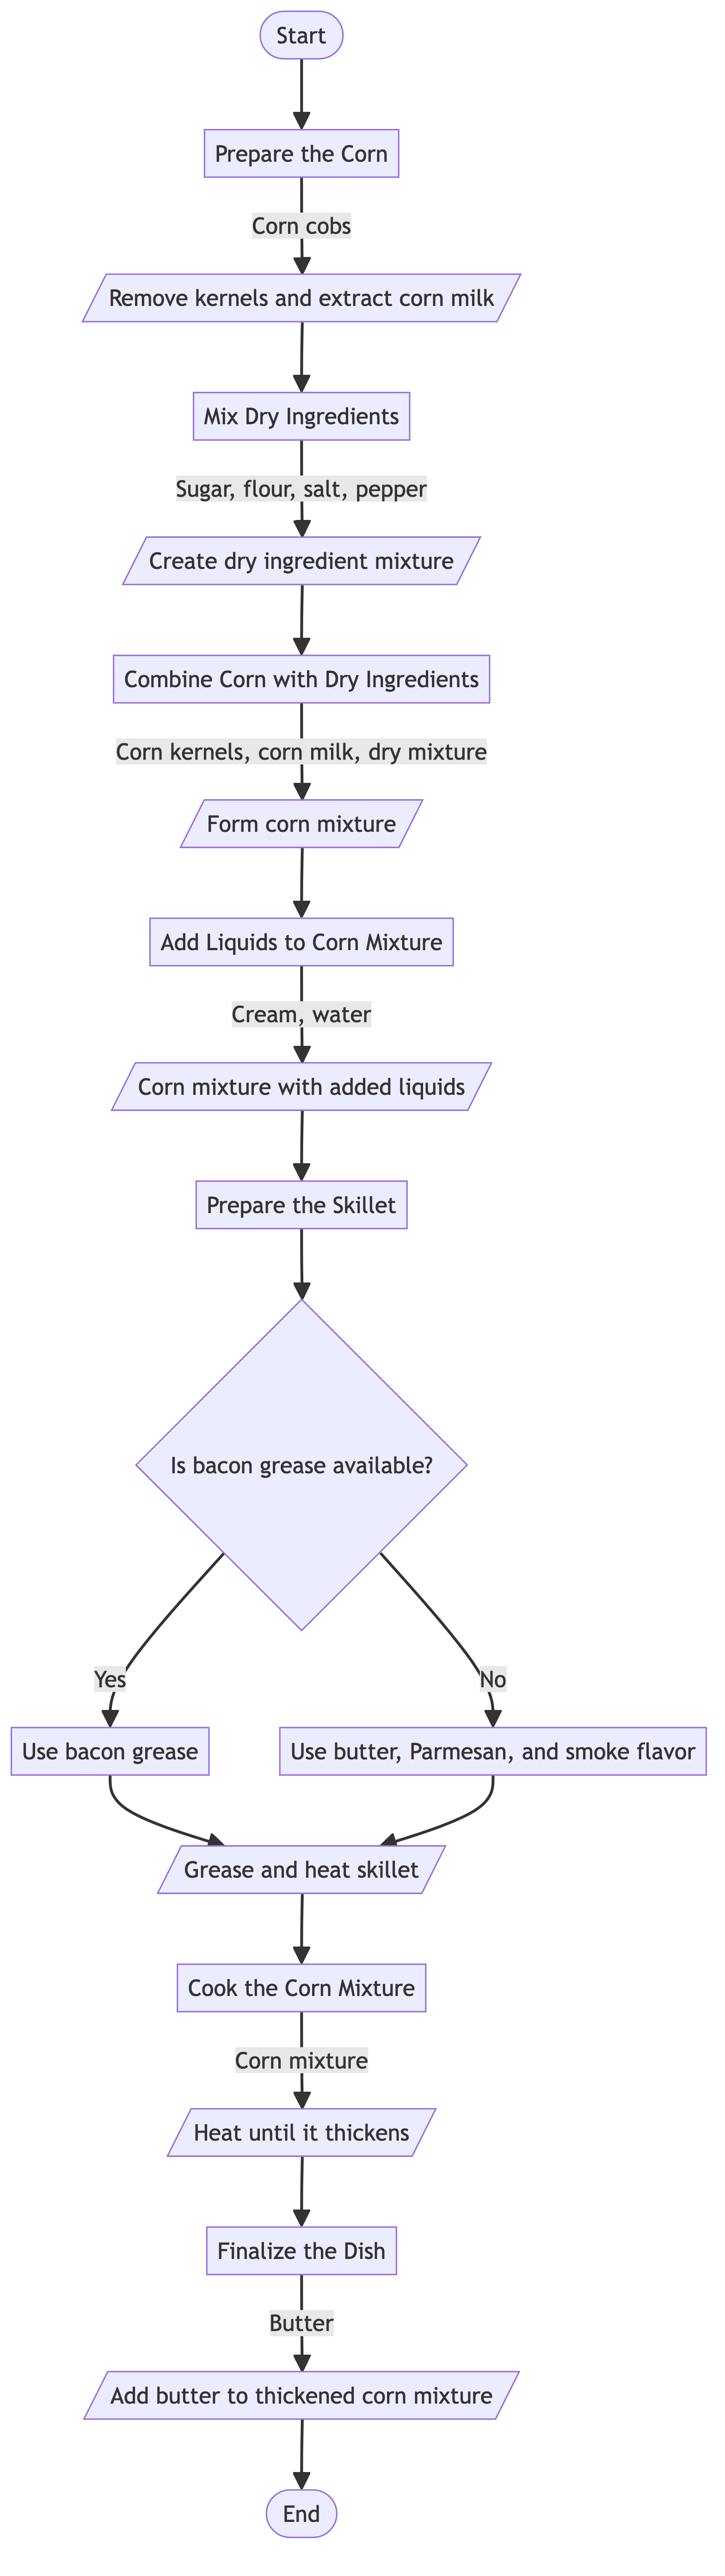 Start
Prepare the Corn
Corn cobs
Remove kernels and extract corn milk
Mix Dry Ingredients
Sugar, flour, salt, pepper
Create dry ingredient mixture
Combine Corn with Dry Ingredients
Corn kernels, corn milk, dry mixture
Form corn mixture
Add Liquids to Corn Mixture
Cream, water
Corn mixture with added liquids
Prepare the Skillet
Is bacon grease available?
Yes
No
Use bacon grease
Use butter, Parmesan, and smoke flavor
Grease and heat skillet
Cook the Corn Mixture
Corn mixture
Heat until it thickens
Finalize the Dish
Butter
Add butter to thickened corn mixture
End